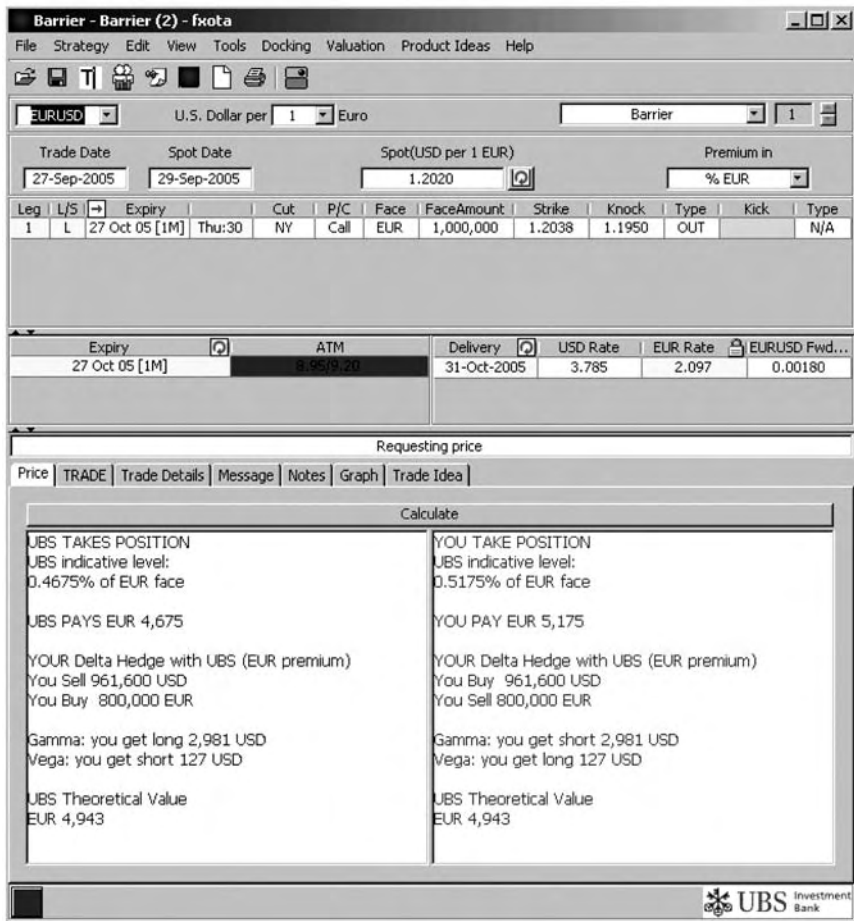 Barrier - Barrier (2) - fxota
File Strategy Edit View Tools Docking Valuation Product Ideas Help
EURUSD U.S. Dollar per 1 Euro Barrier 1
Trade Date Spot Date Spot(USD per 1 EUR) Premium in
27-Sep-2005 29-Sep-2005 1.2020 % EUR
Leg L/S Expiry Cut P/C Face FaceAmount Strike Knock Type Kick Type
1 L 27 Oct 05 [1M] Thu:30 NY Call EUR 1,000,000 1.2038 1.1950 OUT N/A
Expiry ATM Delivery USD Rate EUR Rate EURUSD Fwd...
27 Oct 05 [1M] 8.95/9.20 31-Oct-2005 3.785 2.097 0.00180
Requesting price
Price TRADE Trade Details Message Notes Graph Trade Idea
Calculate
UBS TAKES POSITION
UBS indicative level:
0.4675% of EUR face
UBS PAYS EUR 4,675
YOUR Delta Hedge with UBS (EUR premium)
You Sell 961,600 USD
You Buy 800,000 EUR
Gamma: you get long 2,981 USD
Vega: you get short 127 USD
UBS Theoretical Value
EUR 4,943
YOU TAKE POSITION
UBS indicative level:
0.5175% of EUR face
YOU PAY EUR 5,175
YOUR Delta Hedge with UBS (EUR premium)
You Buy 961,600 USD
You Sell 800,000 EUR
Gamma: you get short 2,981 USD
Vega: you get long 127 USD
UBS Theoretical Value
EUR 4,943
UBS Investment
Bank